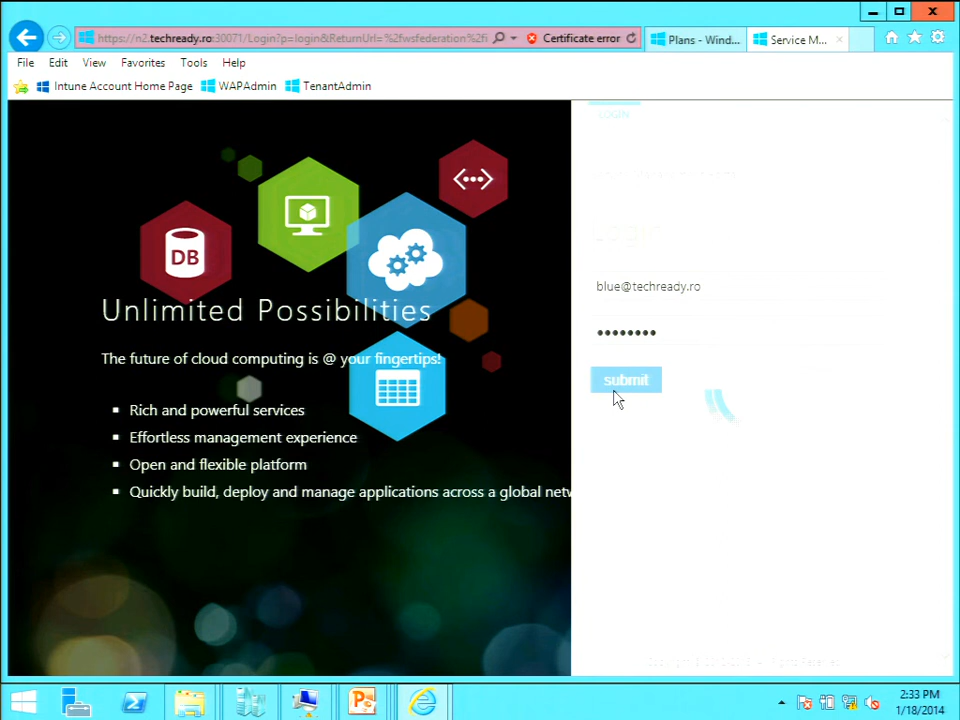 https://n2.techready.ro:30071/Login?p=login&ReturnUrl=%2fwsfederation%2fi
Certificate error
Plans - Wind...
Service M...
File Edit View Favorites Tools Help
Intune Account Home Page WAPAdmin TenantAdmin
LOGIN
DB
Login
Unlimited Possibilities
blue@techready.ro
The future of cloud computing is @ your fingertips!
submit
Rich and powerful services
Effortless management experience
Open and flexible platform
Quickly build, deploy and manage applications across a global netw
2:33 PM
1/18/2014